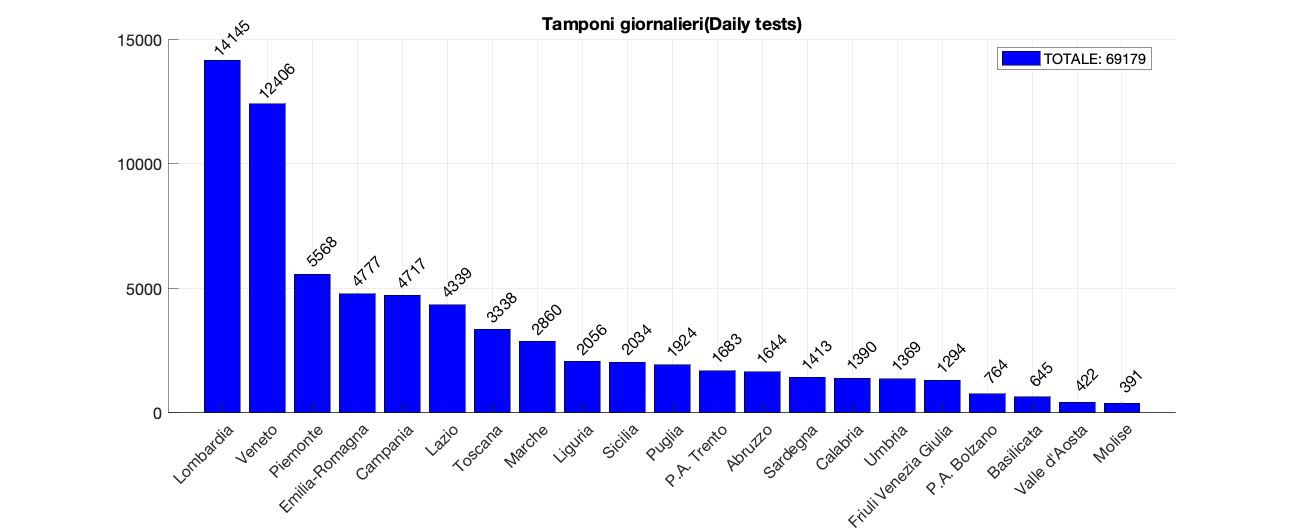 Tamponi giornalieri(Daily tests)
TOTALE: 69179
15000
10000
5000
0
14145
12406
5568
4777
4717
4339
3338
2860
2056
2034
1924
1683
1644
1413
1390
1369
1294
764
645
422
391
Lombardia
Veneto
Piemonte
Emilia-Romagna
Campania
Lazio
Toscana
Marche
Liguria
Sicilia
Puglia
P.A. Trento
Abruzzo
Sardegna
Calabria
Umbria
Friuli Venezia Giulia
P.A. Bolzano
Basilicata
Valle d'Aosta
Molise